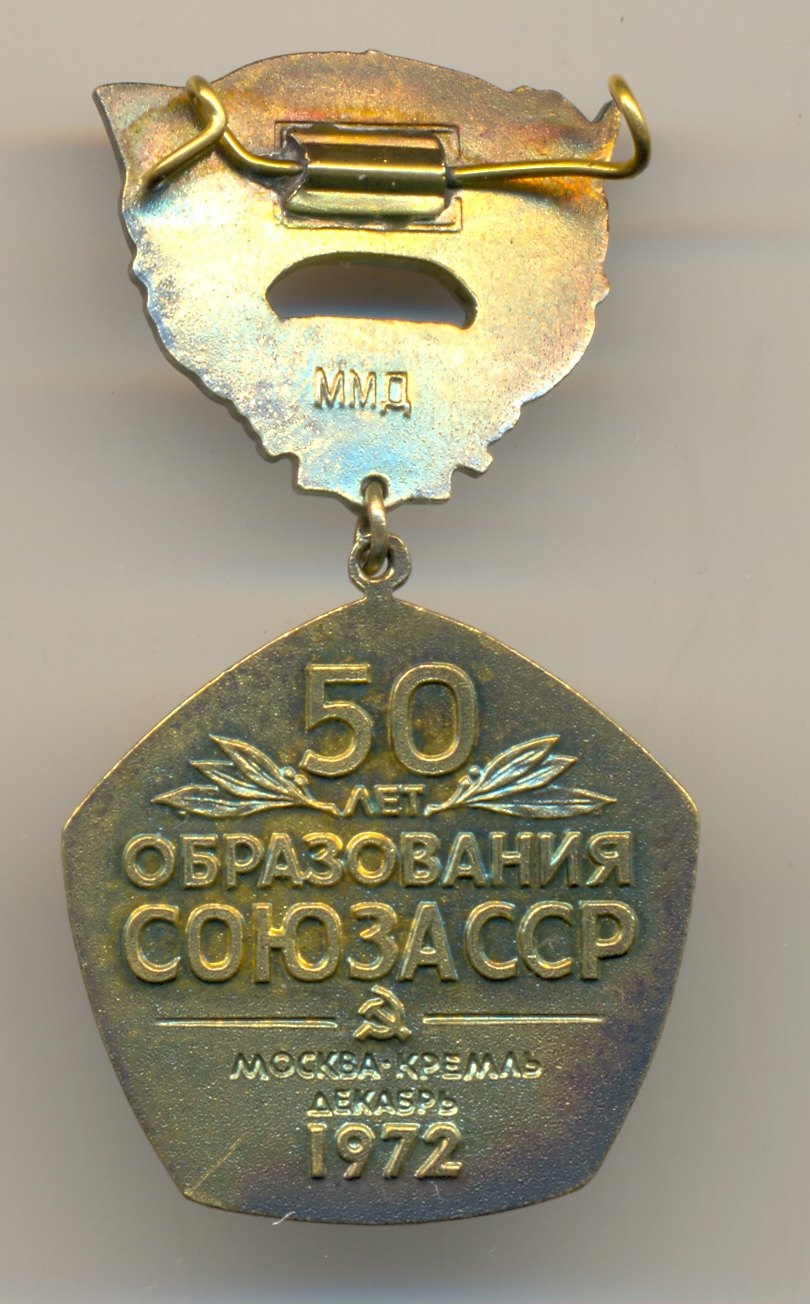 ММД
50
ЛЕТ
ОБРАЗОВАНИЯ
СОЮЗА ССР
МОСКВА-КРЕМЛЬ
ДЕКАБРЬ
1972